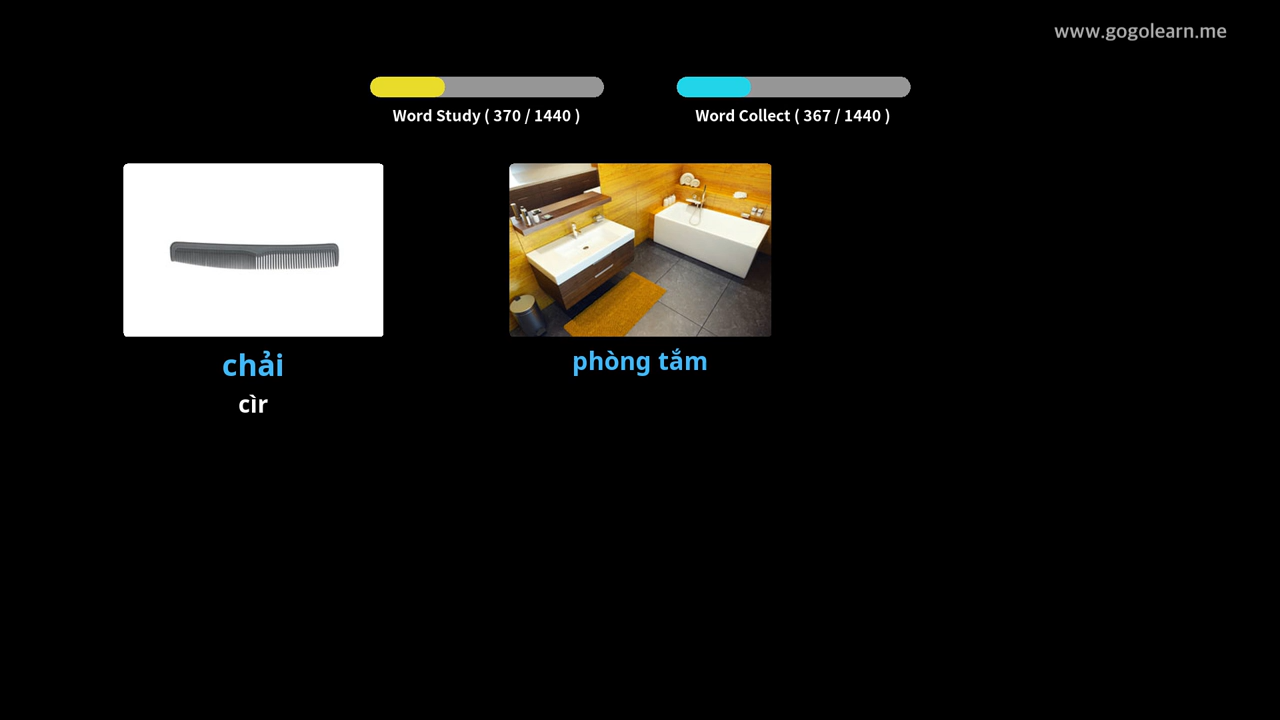 www.gogolearn.me
Word Study ( 370 / 1440 )
Word Collect ( 367 / 1440 )
chải
cìr
phòng tắm